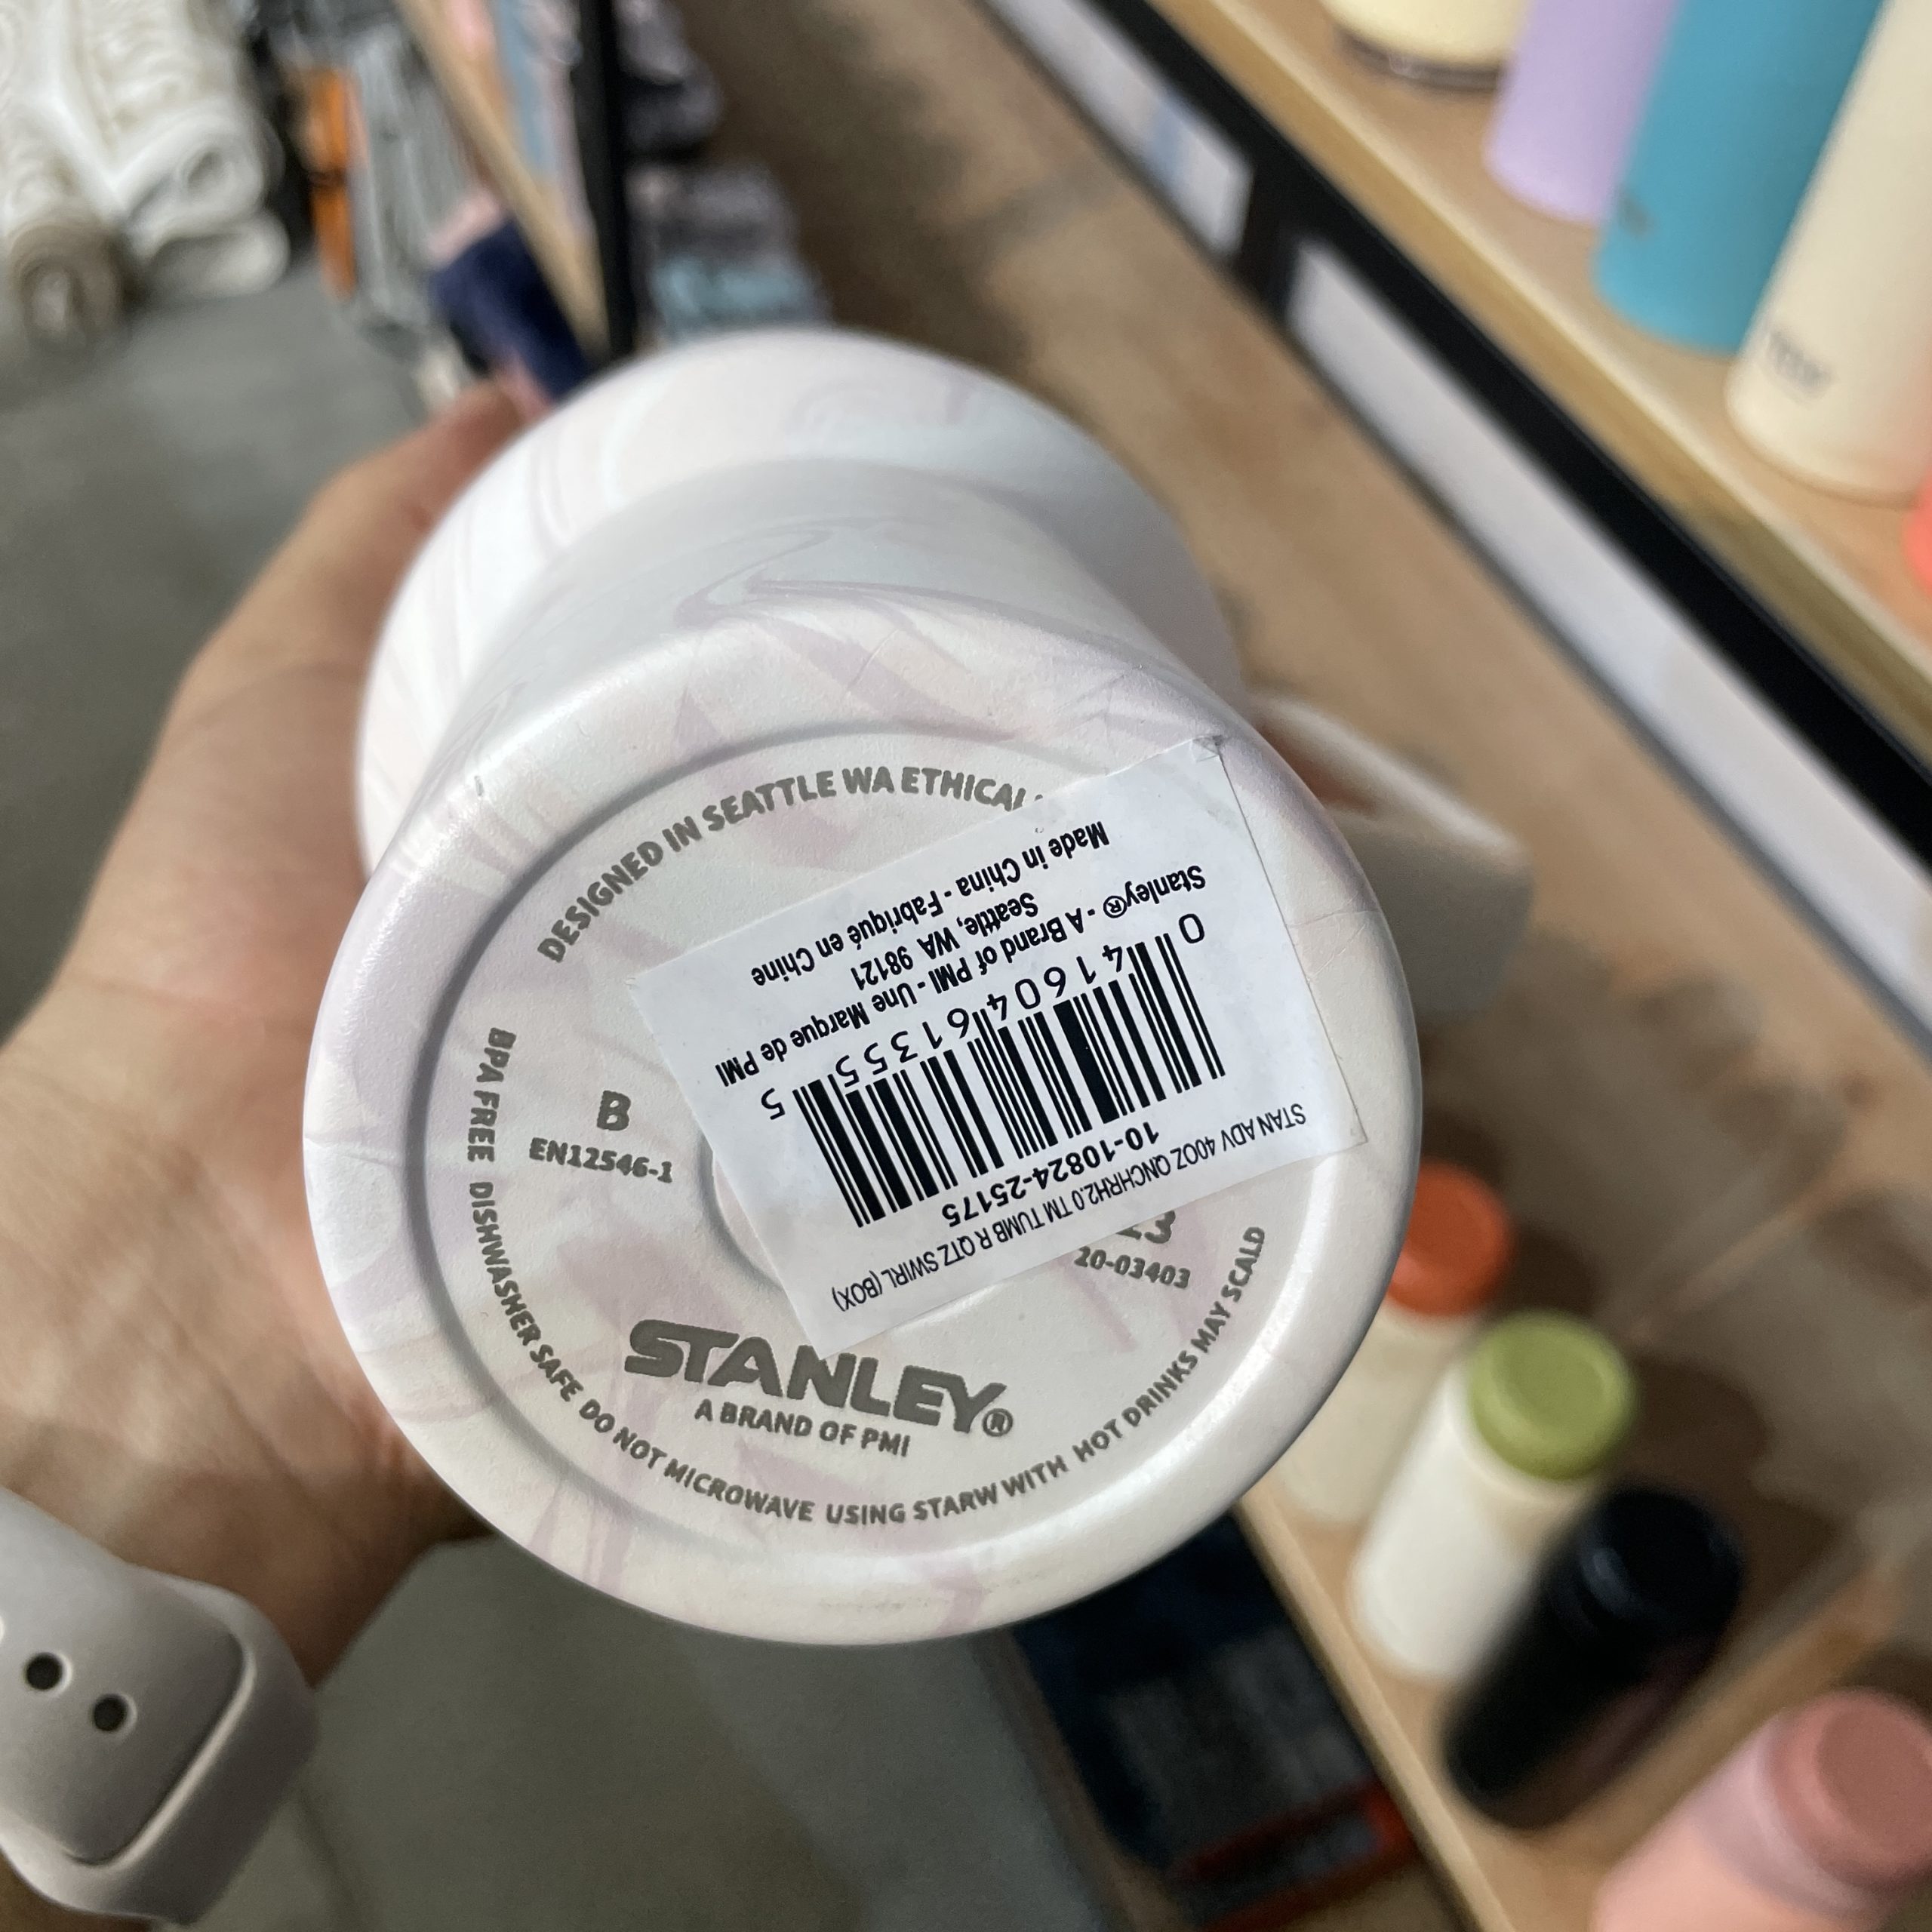 DESIGNED IN SEATTLE WA ETHICAL
Made in China - Fabriqué en Chine
Seattle, WA 98121
Stanley® - A Brand of PMI - Une Marque de PMI
0 41604 61355 5
10-10824-25175
STAN ADV 40OZ QNCHRH2.0 TM TUMB R QTZ SWIRL (BOX)
B
EN12546-1
20-03403
STANLEY®
A BRAND OF PMI
BPA FREE DISHWASHER SAFE DO NOT MICROWAVE USING STARW WITH HOT DRINKS MAY SCALD